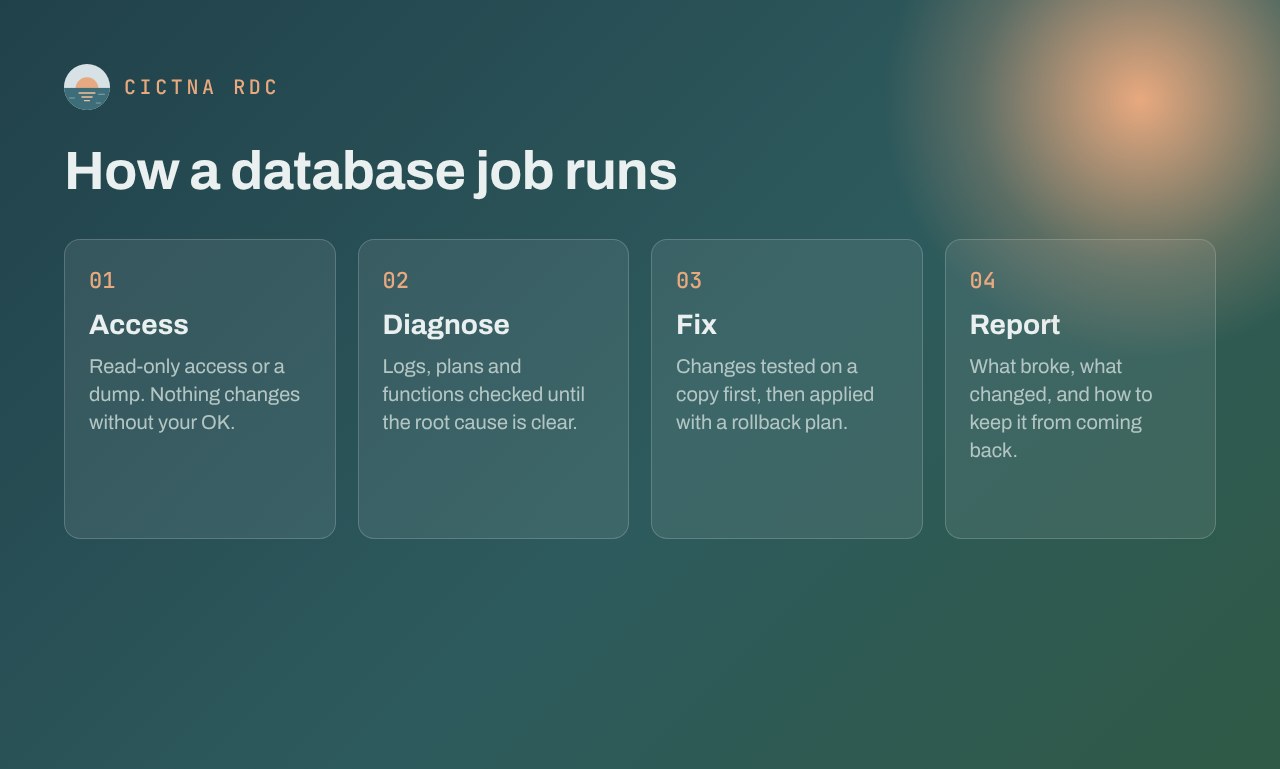 CICTNA RDC
How a database job runs
01
Access
Read-only access or a
dump. Nothing changes
without your OK.
02
Diagnose
Logs, plans and
functions checked until
the root cause is clear.
03
Fix
Changes tested on a
copy first, then applied
with a rollback plan.
04
Report
What broke, what
changed, and how to
keep it from coming
back.